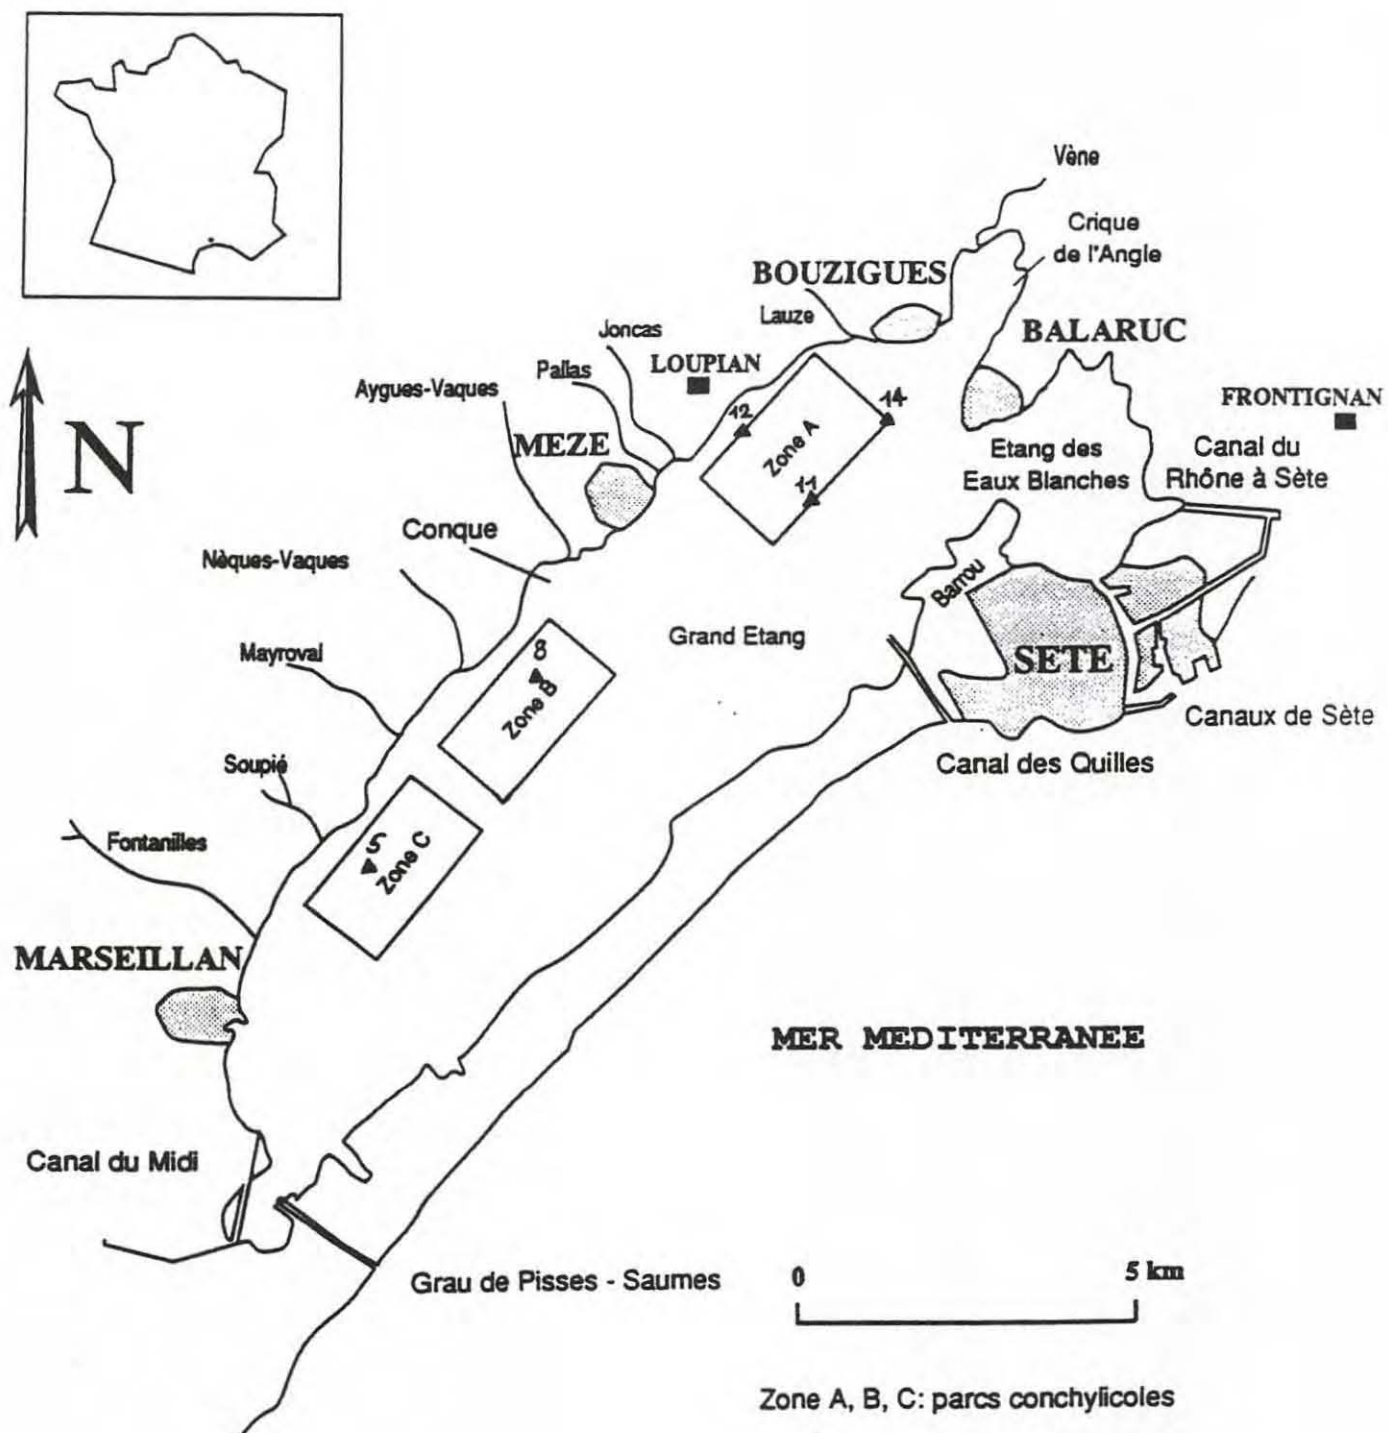 Vène
Crique
de l'Angle
BOUZIGUES
Lauze
BALARUC
Joncas
LOUPIAN
Pallas
Aygues-Vaques
FRONTIGNAN
14
12
Zone A
MEZE
N
Etang des
Eaux Blanches
Canal du
Rhône à Sète
11
Conque
Nèques-Vaques
Barrou
Grand Etang
Mayroval
8
Zone B
SETE
Canaux de Sète
Soupié
Canal des Quilles
Fontanilles
5
Zone C
MARSEILLAN
MER MEDITERRANEE
Canal du Midi
Grau de Pisses - Saumes
0
5 km
Zone A, B, C: parcs conchylicoles